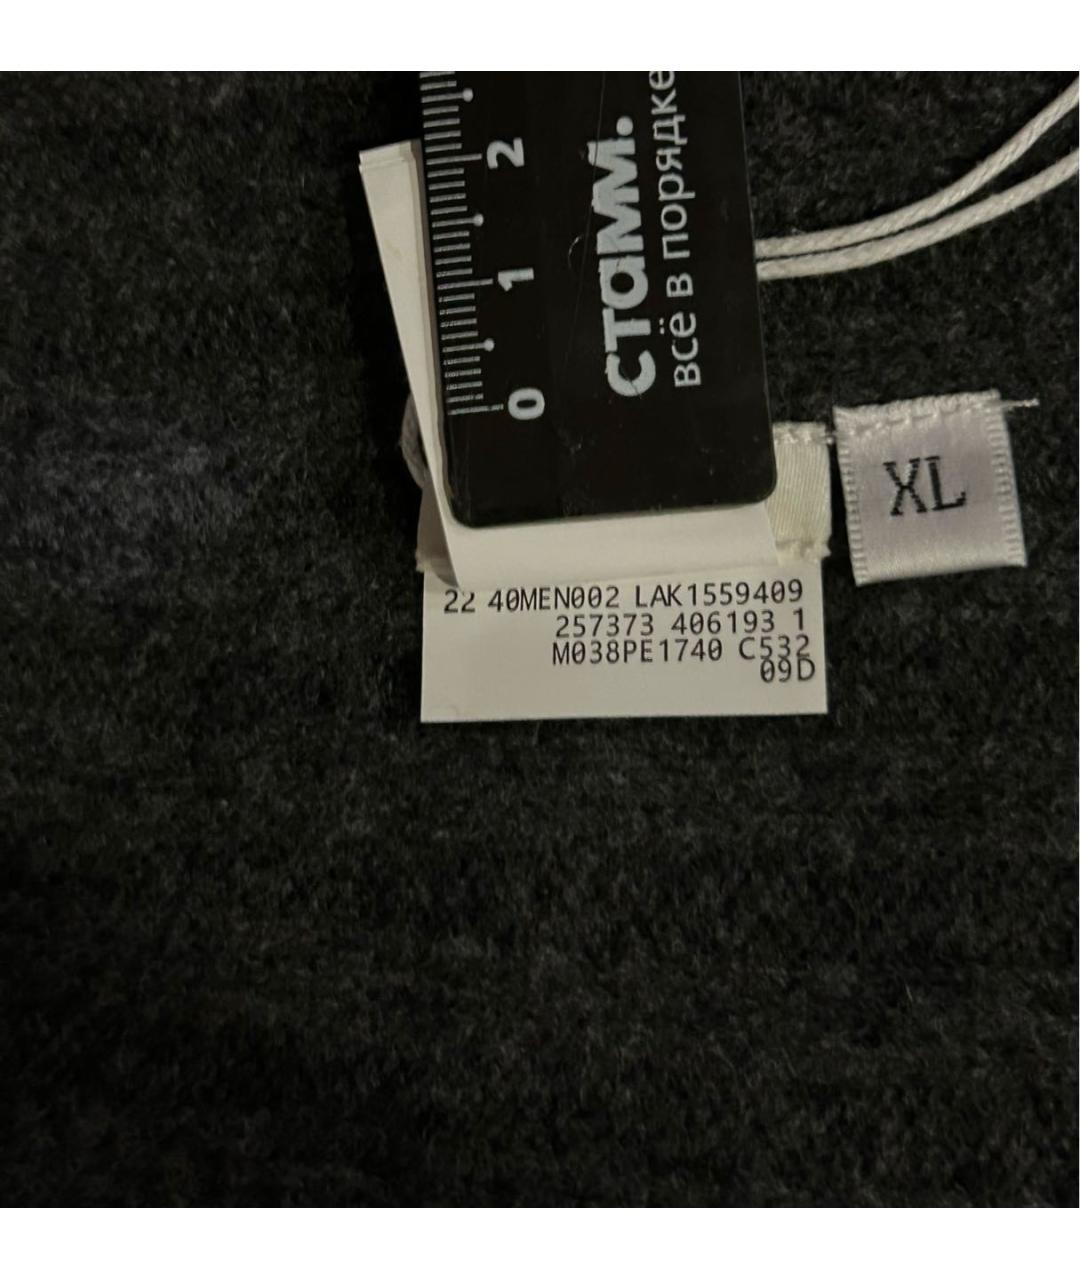 2
1
0
стамм.
всё в порядке
XL
22 40MEN002 LAK1559409
257373 406193 1
M038PE1740 C532
09D